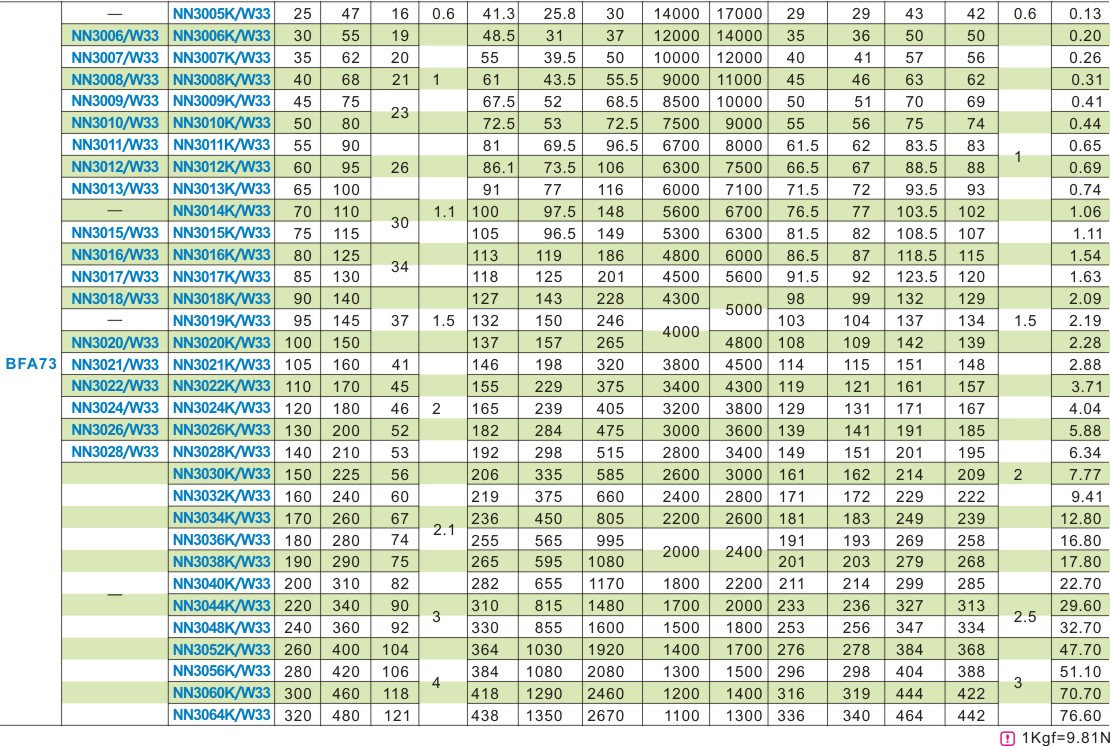 — NN3005K/W33 25 47 16 0.6 41.3 25.8 30 14000 17000 29 29 43 42 0.6 0.13
NN3006/W33 NN3006K/W33 30 55 19 48.5 31 37 12000 14000 35 36 50 50 0.20
NN3007/W33 NN3007K/W33 35 62 20 55 39.5 50 10000 12000 40 41 57 56 0.26
NN3008/W33 NN3008K/W33 40 68 21 1 61 43.5 55.5 9000 11000 45 46 63 62 0.31
NN3009/W33 NN3009K/W33 45 75 23 67.5 52 68.5 8500 10000 50 51 70 69 0.41
NN3010/W33 NN3010K/W33 50 80 72.5 53 72.5 7500 9000 55 56 75 74 0.44
NN3011/W33 NN3011K/W33 55 90 81 69.5 96.5 6700 8000 61.5 62 83.5 83 1 0.65
NN3012/W33 NN3012K/W33 60 95 26 86.1 73.5 106 6300 7500 66.5 67 88.5 88 0.69
NN3013/W33 NN3013K/W33 65 100 91 77 116 6000 7100 71.5 72 93.5 93 0.74
— NN3014K/W33 70 110 30 1.1 100 97.5 148 5600 6700 76.5 77 103.5 102 1.06
NN3015/W33 NN3015K/W33 75 115 105 96.5 149 5300 6300 81.5 82 108.5 107 1.11
NN3016/W33 NN3016K/W33 80 125 34 113 119 186 4800 6000 86.5 87 118.5 115 1.54
NN3017/W33 NN3017K/W33 85 130 118 125 201 4500 5600 91.5 92 123.5 120 1.63
NN3018/W33 NN3018K/W33 90 140 127 143 228 4300 5000 98 99 132 129 2.09
— NN3019K/W33 95 145 37 1.5 132 150 246 4000 103 104 137 134 1.5 2.19
NN3020/W33 NN3020K/W33 100 150 137 157 265 4800 108 109 142 139 2.28
BFA73 NN3021/W33 NN3021K/W33 105 160 41 146 198 320 3800 4500 114 115 151 148 2.88
NN3022/W33 NN3022K/W33 110 170 45 155 229 375 3400 4300 119 121 161 157 3.71
NN3024/W33 NN3024K/W33 120 180 46 2 165 239 405 3200 3800 129 131 171 167 4.04
NN3026/W33 NN3026K/W33 130 200 52 182 284 475 3000 3600 139 141 191 185 5.88
NN3028/W33 NN3028K/W33 140 210 53 192 298 515 2800 3400 149 151 201 195 6.34
NN3030K/W33 150 225 56 206 335 585 2600 3000 161 162 214 209 2 7.77
NN3032K/W33 160 240 60 219 375 660 2400 2800 171 172 229 222 9.41
NN3034K/W33 170 260 67 2.1 236 450 805 2200 2600 181 183 249 239 12.80
NN3036K/W33 180 280 74 255 565 995 2000 2400 191 193 269 258 16.80
NN3038K/W33 190 290 75 265 595 1080 201 203 279 268 17.80
— NN3040K/W33 200 310 82 282 655 1170 1800 2200 211 214 299 285 22.70
NN3044K/W33 220 340 90 3 310 815 1480 1700 2000 233 236 327 313 2.5 29.60
NN3048K/W33 240 360 92 330 855 1600 1500 1800 253 256 347 334 32.70
NN3052K/W33 260 400 104 364 1030 1920 1400 1700 276 278 384 368 47.70
NN3056K/W33 280 420 106 4 384 1080 2080 1300 1500 296 298 404 388 3 51.10
NN3060K/W33 300 460 118 418 1290 2460 1200 1400 316 319 444 422 70.70
NN3064K/W33 320 480 121 438 1350 2670 1100 1300 336 340 464 442 76.60
! 1Kgf=9.81N